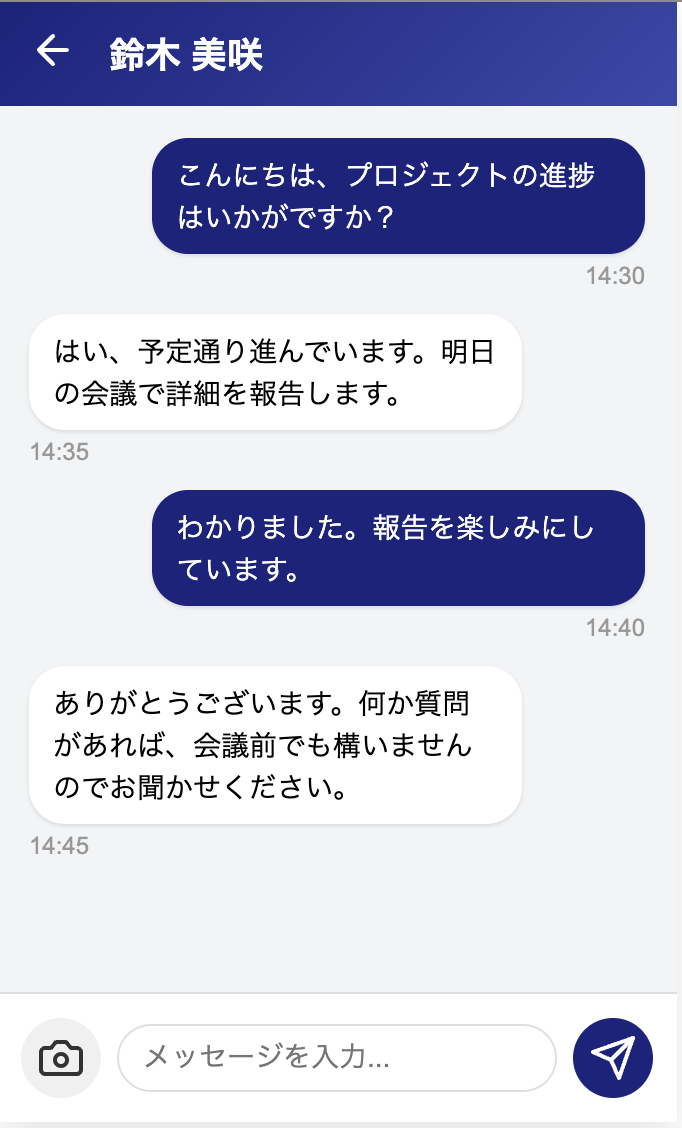 鈴木 美咲
こんにちは、プロジェクトの進捗
はいかがですか？
14:30
はい、予定通り進んでいます。明日
の会議で詳細を報告します。
14:35
わかりました。報告を楽しみにし
ています。
14:40
ありがとうございます。何か質問
があれば、会議前でも構いません
のでお聞かせください。
14:45
メッセージを入力...